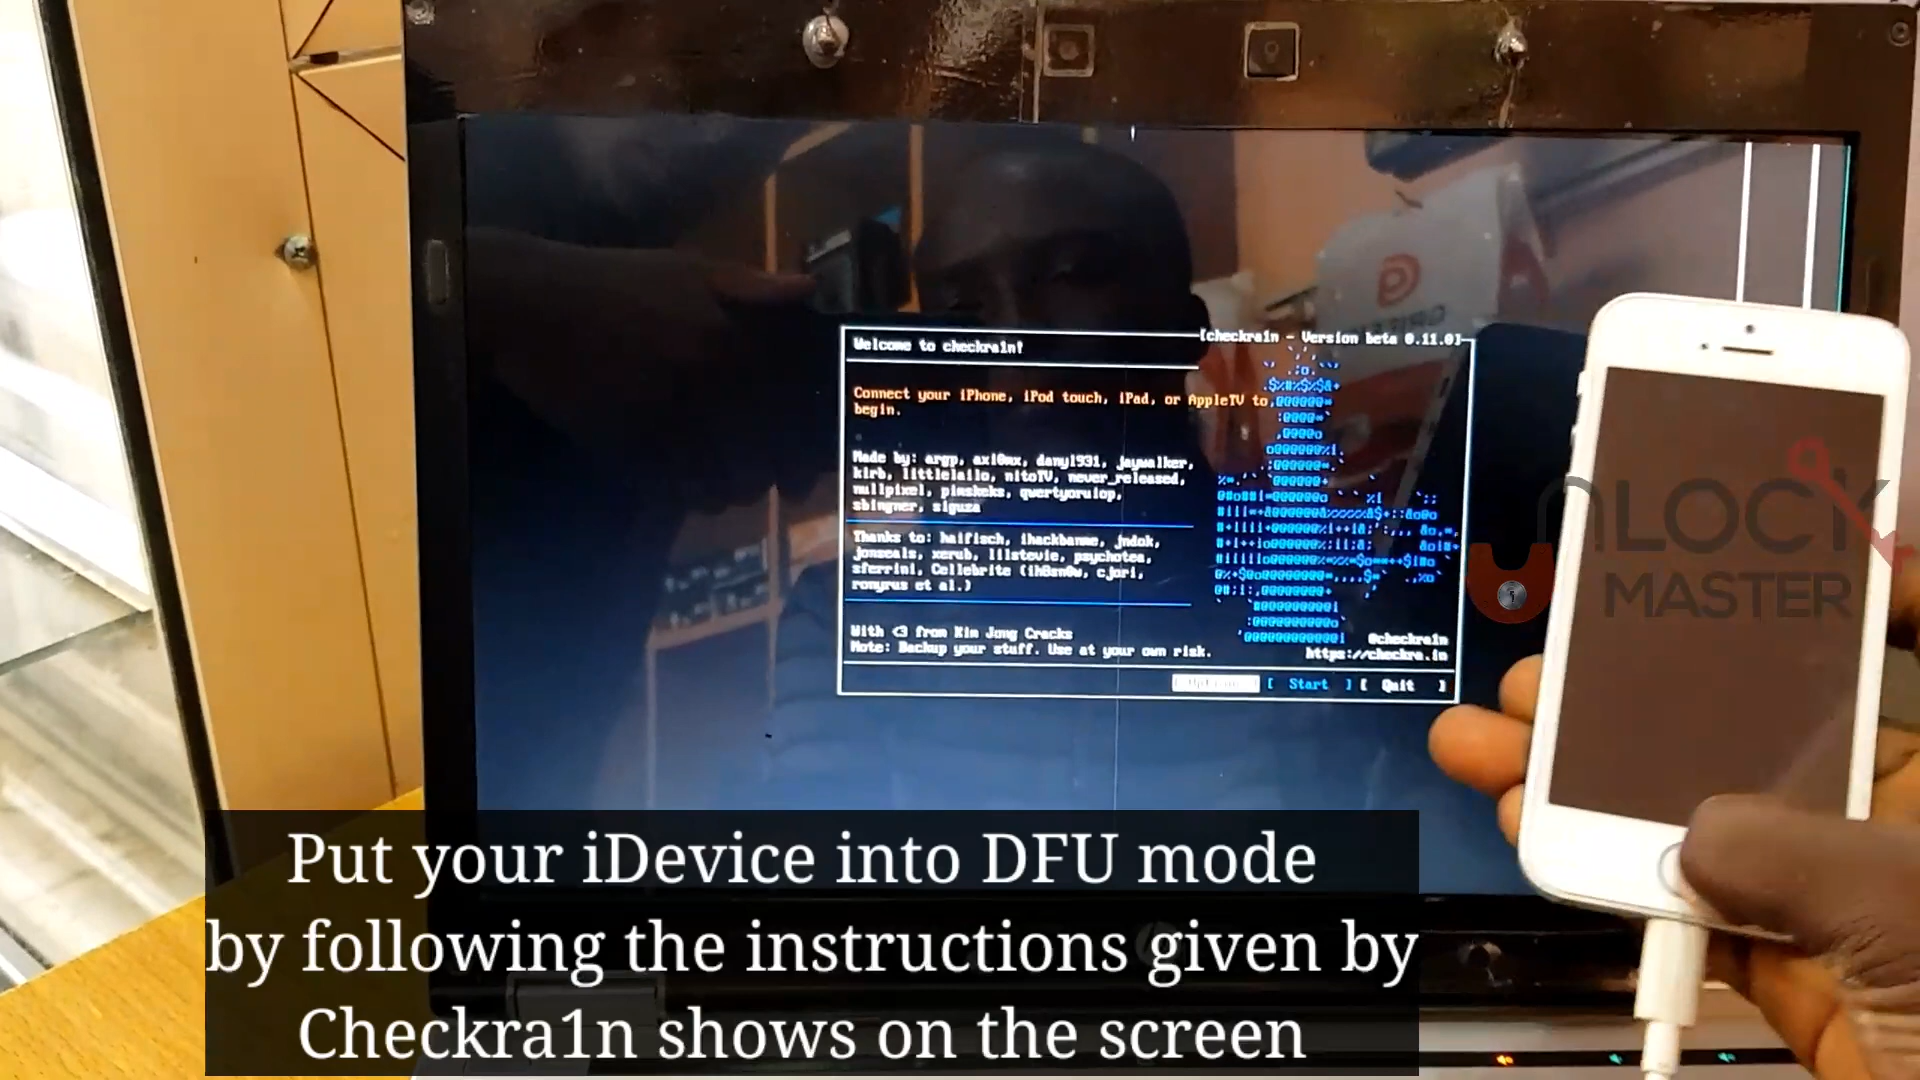 [checkra1n - Version beta 0.11.0]
Welcome to checkra1n!
Connect your iPhone, iPod touch, iPad, or AppleTV to
begin.
Made by: argp, axi0mx, danyl931, jaywalker,
kirb, littlelailo, nitoTV, never_released,
nullpixel, pimskeks, qwertyoruiop,
sbingner, siguza
Thanks to: haifisch, ihackbanme, jndok,
jonseals, xerub, lilstevie, psychotea,
sferrini, Cellebrite (ih8sn0w, cjori,
ronyrus et al.)
With <3 from Kim Jong Cracks
Note: Backup your stuff. Use at your own risk.
@checkra1n
https://checkra.in
[ Start ] [ Quit ]
UNLOCK
MASTER
Put your iDevice into DFU mode
by following the instructions given by
Checkra1n shows on the screen